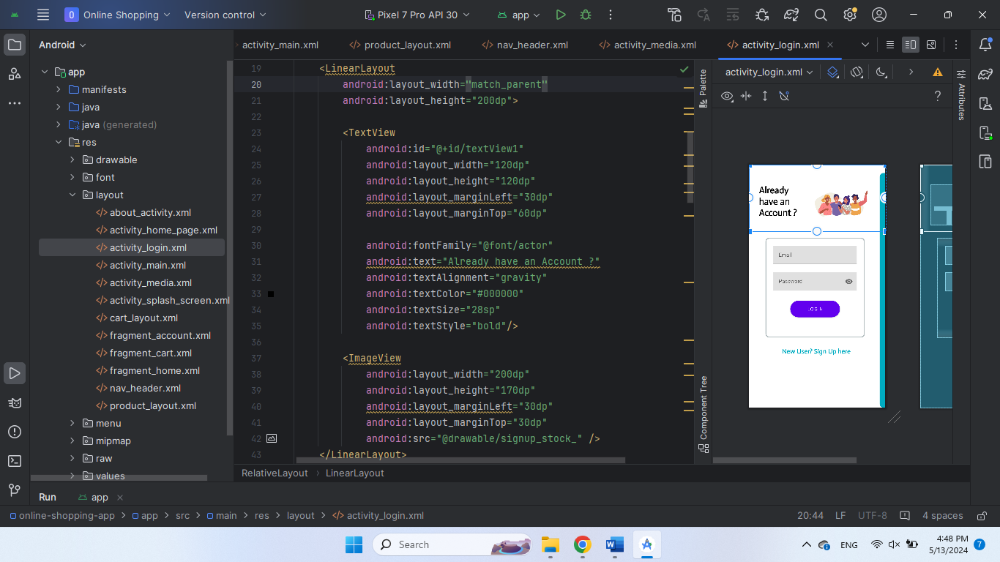 O Online Shopping Version control Pixel 7 Pro API 30 app
Android
activity_main.xml product_layout.xml nav_header.xml activity_media.xml activity_login.xml
app
manifests
java
java (generated)
res
drawable
font
layout
about_activity.xml
activity_home_page.xml
activity_login.xml
activity_main.xml
activity_media.xml
activity_splash_screen.xml
cart_layout.xml
fragment_account.xml
fragment_cart.xml
fragment_home.xml
nav_header.xml
product_layout.xml
menu
mipmap
raw
values
19 <LinearLayout
20 android:layout_width="match_parent"
21 android:layout_height="200dp">
22
23 <TextView
24 android:id="@+id/textView1"
25 android:layout_width="120dp"
26 android:layout_height="120dp"
27 android:layout_marginLeft="30dp"
28 android:layout_marginTop="60dp"
29
30 android:fontFamily="@font/actor"
31 android:text="Already have an Account ?"
32 android:textAlignment="gravity"
33 android:textColor="#000000"
34 android:textSize="28sp"
35 android:textStyle="bold"/>
36
37 <ImageView
38 android:layout_width="200dp"
39 android:layout_height="170dp"
40 android:layout_marginLeft="30dp"
41 android:layout_marginTop="30dp"
42 android:src="@drawable/signup_stock_" />
43 </LinearLayout>
RelativeLayout > LinearLayout
Palette
Component Tree
activity_login.xml
?
Attributes
Already
have an
Account ?
Email
Password
LOGIN
New User? Sign Up here
T
Run app
online-shopping-app > app > src > main > res > layout > activity_login.xml 20:44 LF UTF-8 4 spaces
Search
ENG
4:48 PM
5/13/2024
7